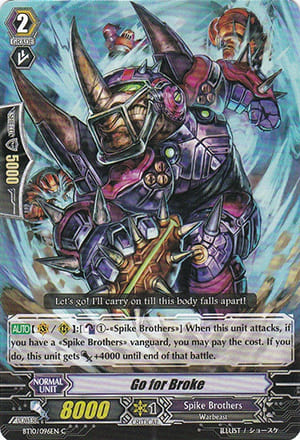 2
GRADE
SHIELD
5000
Let's go! I'll carry on till this body falls apart!
AUTO [ ]:[ ①-«Spike Brothers»] When this unit attacks, if
you have a «Spike Brothers» vanguard, you may pay the cost. If you
do, this unit gets +4000 until end of that battle.
NORMAL
UNIT
Go for Broke
POWER
8000
1
CRITICAL
Spike Brothers
Warbeast
BT10/096EN C
ILLUST / ショースケ